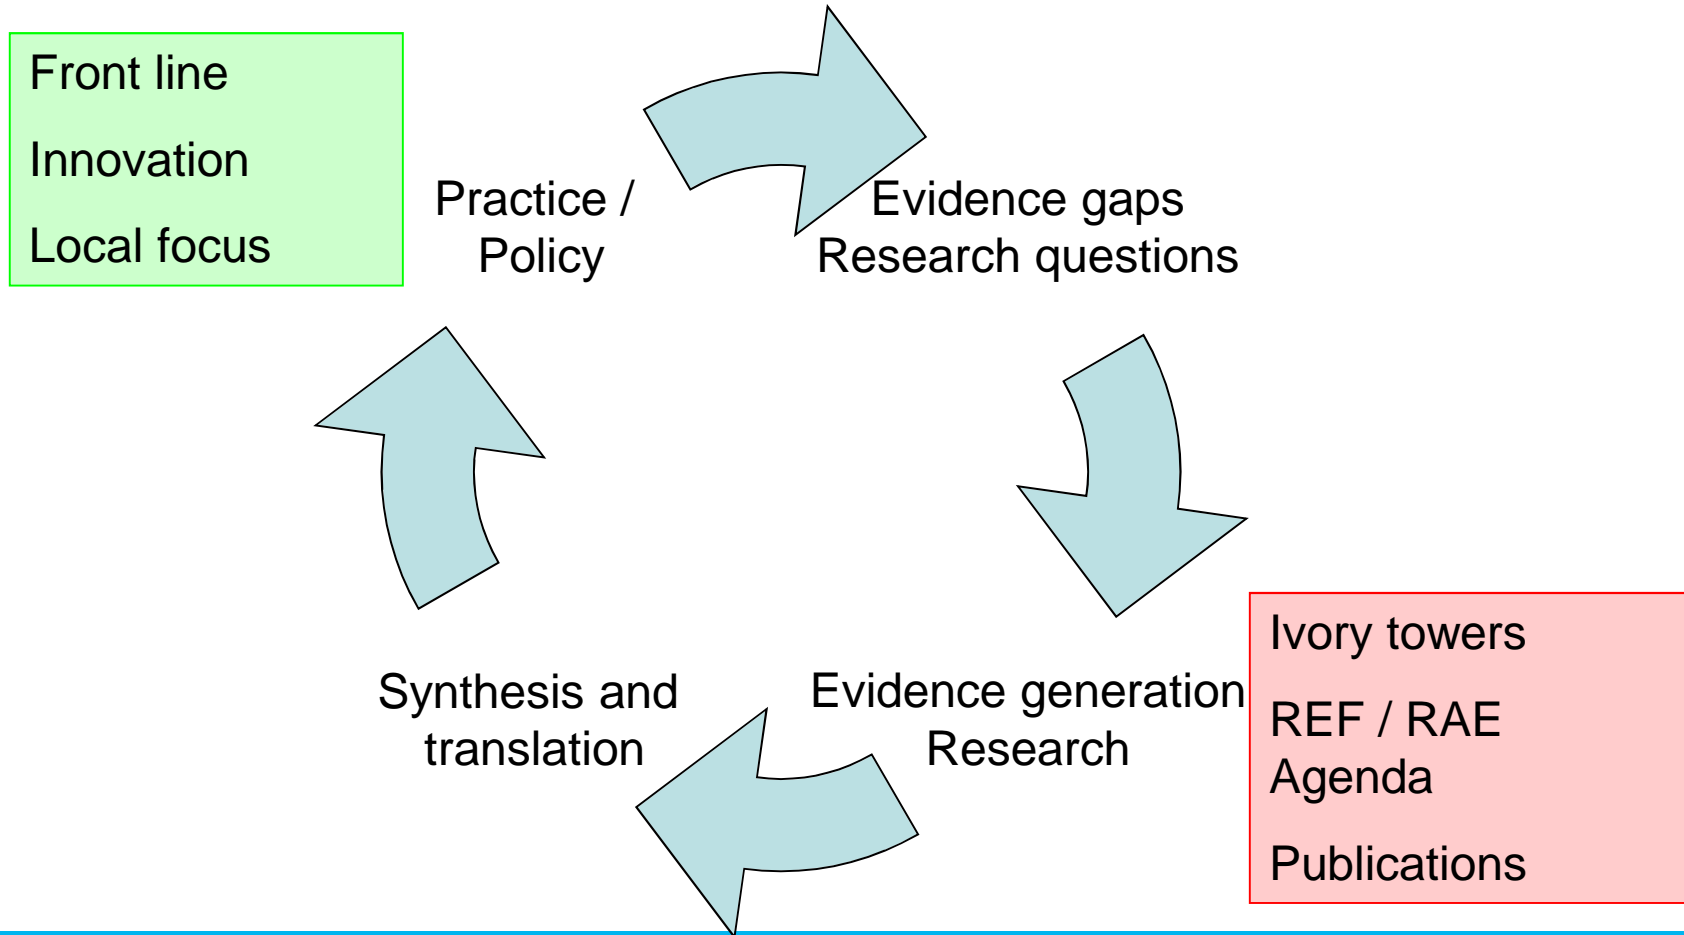 Front line
Innovation
Local focus
Practice /
Policy
Evidence gaps
Research questions
Synthesis and
translation
Evidence generation
Research
Ivory towers
REF / RAE
Agenda
Publications